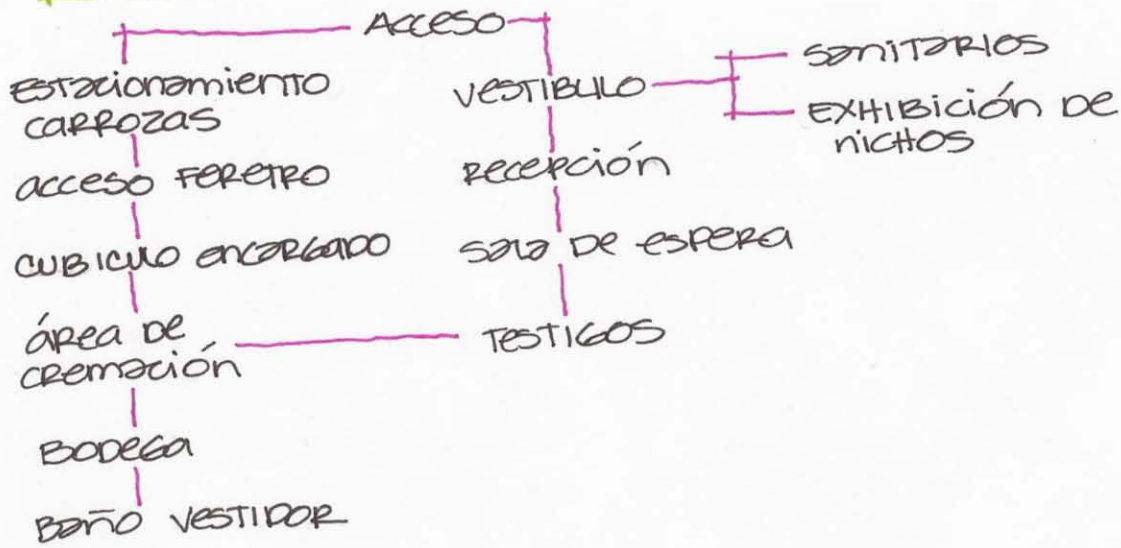 ACCESO
ESTACIONAMIENTO
CARROZAS
ACCESO FERETRO
CUBICULO ENCARGADO
ÁREA DE
CREMACIÓN
BODEGA
BAÑO VESTIDOR
VESTIBULO
RECEPCIÓN
SALA DE ESPERA
TESTIGOS
SANITARIOS
EXHIBICIÓN DE
NICHOS